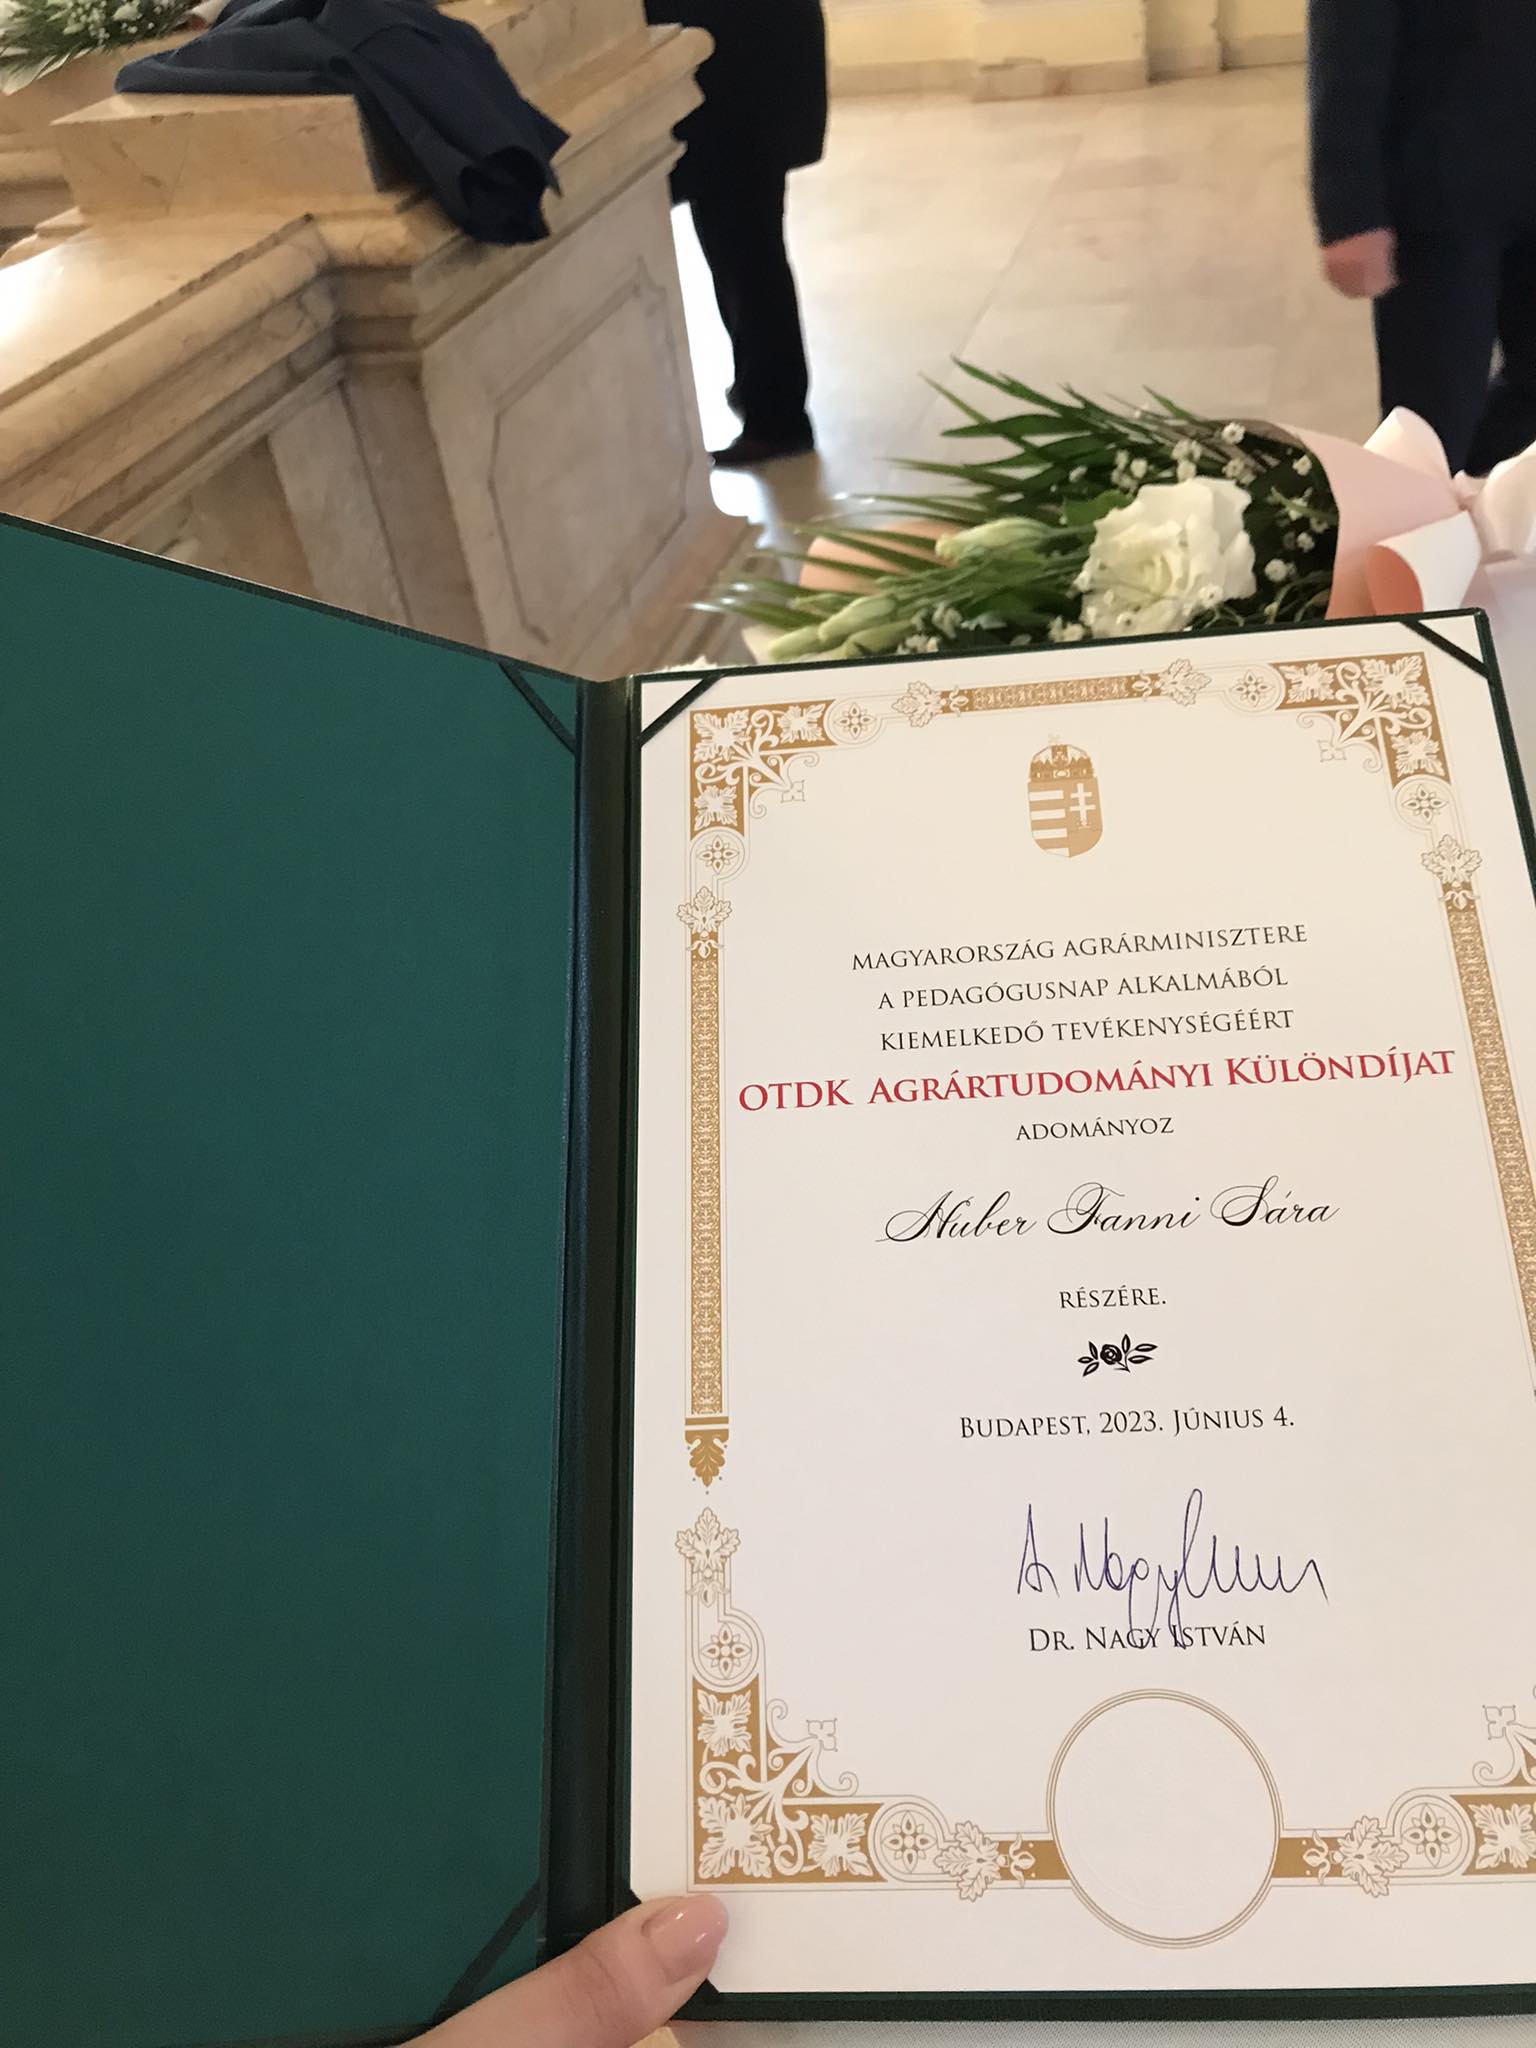 MAGYARORSZÁG AGRÁRMINISZTERE
A PEDAGÓGUSNAP ALKALMÁBÓL
KIEMELKEDŐ TEVÉKENYSÉGÉÉRT
OTDK AGRÁRTUDOMÁNYI KÜLÖNDÍJAT
ADOMÁNYOZ
Huber Fanni Sára
RÉSZÉRE.
BUDAPEST, 2023. JÚNIUS 4.
DR. NAGY ISTVÁN